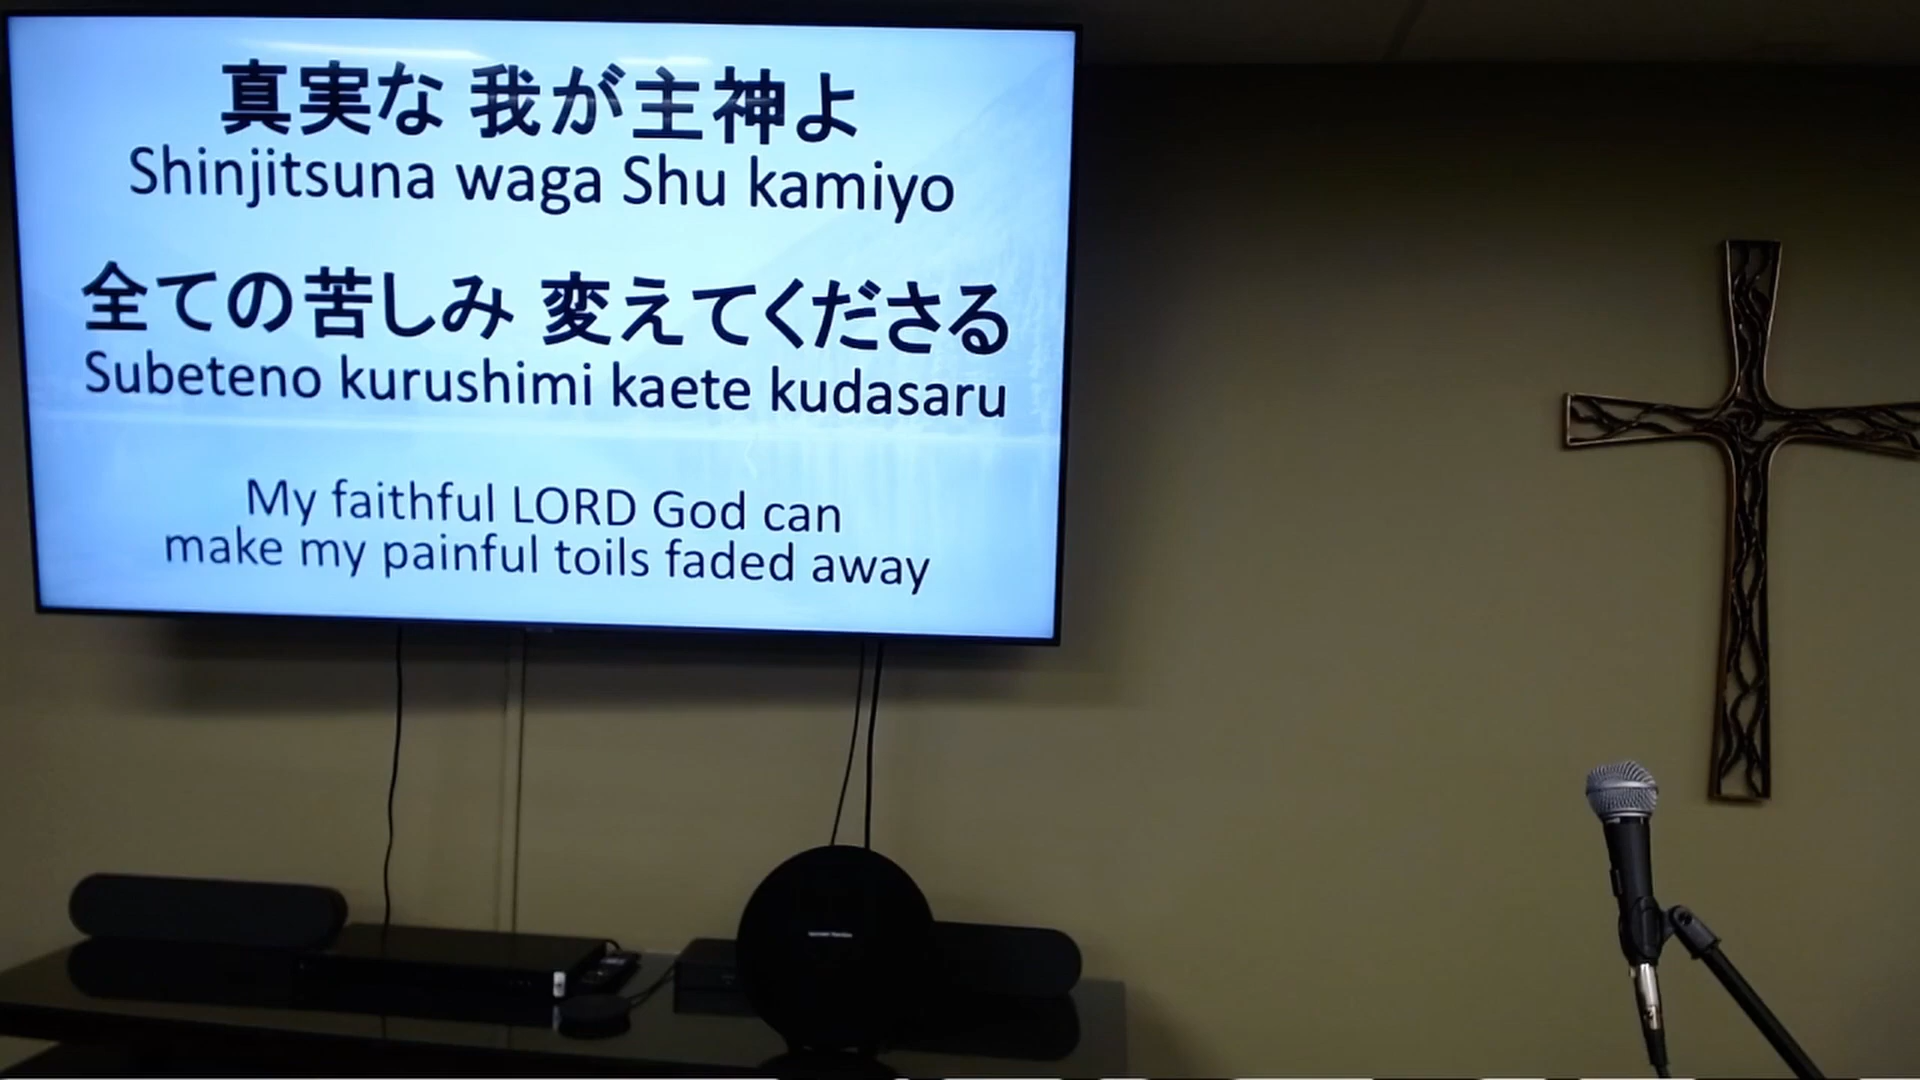 真実な 我が主神よ
Shinjitsuna waga Shu kamiyo
全ての苦しみ 変えてくださる
Subeteno kurushimi kaete kudasaru
My faithful LORD God can
make my painful toils faded away
harman/kardon